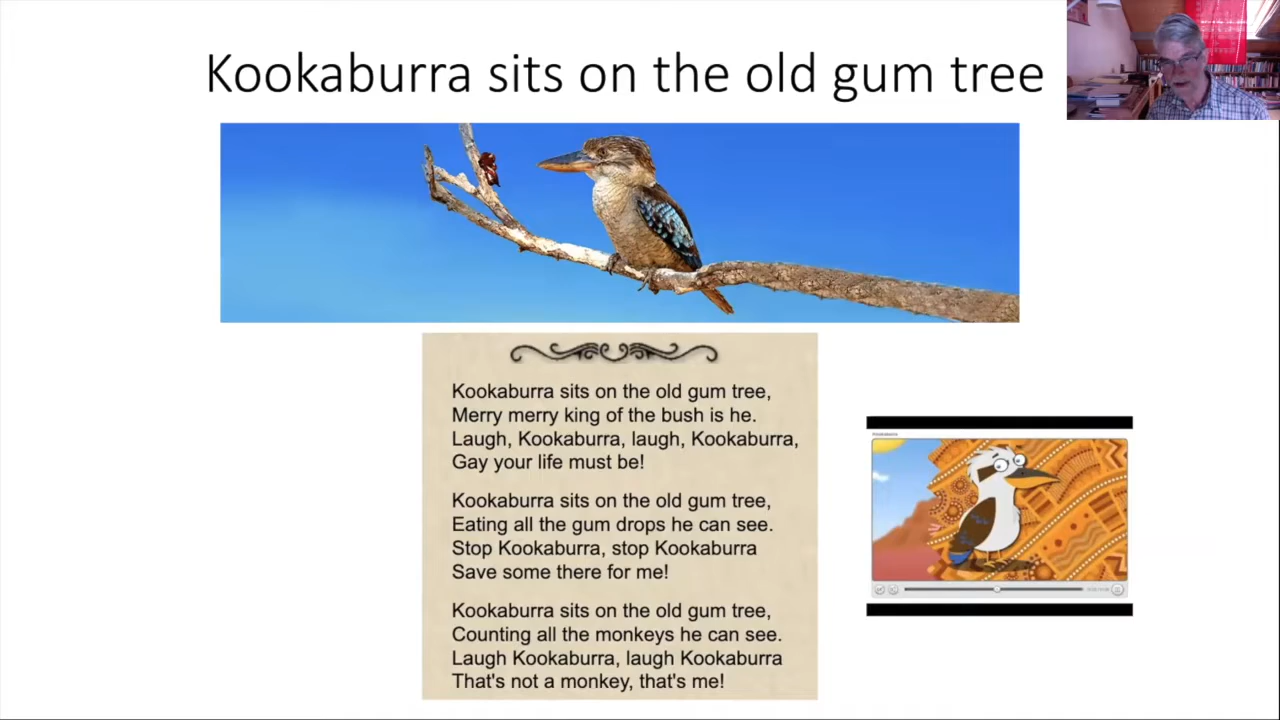 Kookaburra sits on the old gum tree
Kookaburra sits on the old gum tree,
Merry merry king of the bush is he.
Laugh, Kookaburra, laugh, Kookaburra,
Gay your life must be!
Kookaburra sits on the old gum tree,
Eating all the gum drops he can see.
Stop Kookaburra, stop Kookaburra
Save some there for me!
Kookaburra sits on the old gum tree,
Counting all the monkeys he can see.
Laugh Kookaburra, laugh Kookaburra
That's not a monkey, that's me!